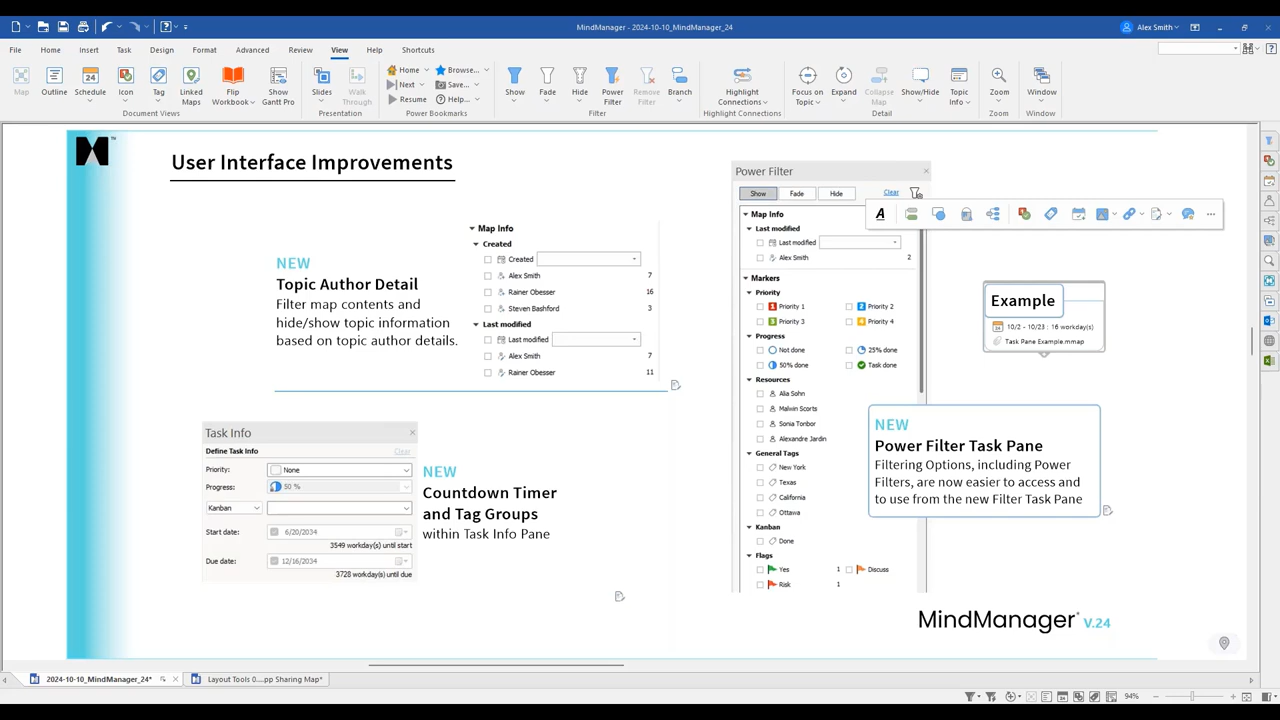 MindManager - 2024-10-10_MindManager_24
Alex Smith
File Home Insert Task Design Format Advanced Review View Help Shortcuts
Map
Outline
Schedule
Icon
Tag
Linked Maps
Flip Workbook
Show Gantt Pro
Document Views
Slides
Walk Through
Presentation
Home
Next
Resume
Browse...
Save...
Help...
Power Bookmarks
Show
Fade
Hide
Power Filter
Remove Filter
Branch
Filter
Highlight Connections
Highlight Connections
Focus on Topic
Expand
Collapse Map
Show/Hide
Topic Info
Detail
Zoom
Zoom
Window
Window
User Interface Improvements
NEW
Topic Author Detail
Filter map contents and
hide/show topic information
based on topic author details.
Map Info
Created
Created
Alex Smith 7
Rainer Obesser 16
Steven Bashford 3
Last modified
Last modified
Alex Smith 7
Rainer Obesser 11
Task Info
Define Task Info Clear
Priority: None
Progress: 50 %
Kanban
Start date: 6/20/2034
3549 workday(s) until start
Due date: 12/16/2034
3728 workday(s) until due
NEW
Countdown Timer
and Tag Groups
within Task Info Pane
Power Filter
Show Fade Hide Clear
Map Info
Last modified
Last modified
Alex Smith 2
Markers
Priority
Priority 1 Priority 2
Priority 3 Priority 4
Progress
Not done 25% done
50% done Task done
Resources
Alia Sohn
Malwin Scorts
Sonia Tonbor
Alexandre Jardin
General Tags
New York
Texas
California
Ottawa
Kanban
Done
Flags
Yes 1 Discuss
Risk 1
A
Example
10/2 - 10/23 : 16 workday(s)
Task Pane Example.mmap
NEW
Power Filter Task Pane
Filtering Options, including Power
Filters, are now easier to access and
to use from the new Filter Task Pane
MindManager® V.24
2024-10-10_MindManager_24*
Layout Tools 0....pp Sharing Map*
94%